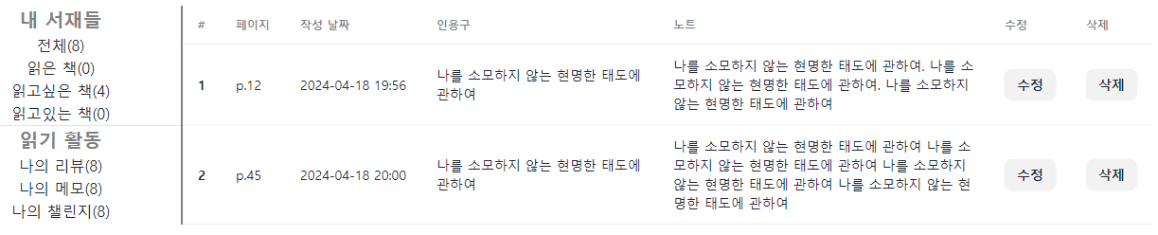 내 서재들
전체(8)
읽은 책(0)
읽고싶은 책(4)
읽고있는 책(0)
읽기 활동
나의 리뷰(8)
나의 메모(8)
나의 챌린지(8)
# 페이지 작성 날짜 인용구 노트 수정 삭제
1 p.12 2024-04-18 19:56
나를 소모하지 않는 현명한 태도에
관하여
나를 소모하지 않는 현명한 태도에 관하여. 나를 소
모하지 않는 현명한 태도에 관하여. 나를 소모하지
않는 현명한 태도에 관하여
수정 삭제
2 p.45 2024-04-18 20:00
나를 소모하지 않는 현명한 태도에
관하여
나를 소모하지 않는 현명한 태도에 관하여 나를 소
모하지 않는 현명한 태도에 관하여 나를 소모하지
않는 현명한 태도에 관하여 나를 소모하지 않는 현
명한 태도에 관하여
수정 삭제